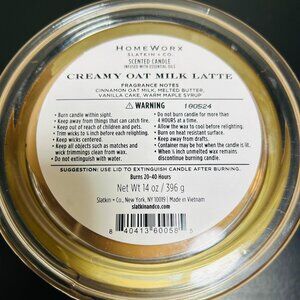 HOMEWORX
SLATKIN + CO.
SCENTED CANDLE
INFUSED WITH ESSENTIAL OILS
CREAMY OAT MILK LATTE
FRAGRANCE NOTES
CINNAMON OAT MILK, MELTED BUTTER,
VANILLA CAKE, WARM MAPLE SYRUP
WARNING
100524
• Burn candle within sight.
• Keep away from things that can catch fire.
• Keep out of reach of children and pets.
• Trim wicks to ¼ inch before each relighting.
• Keep wicks centered.
• Keep all objects such as matches and
wick trimmings clean from wax.
• Do not extinguish with water.
• Do not burn candle for more than
4 HOURS at a time.
• Allow the wax to cool before relighting.
• Burn on heat resistant surface.
• Keep away from drafts.
• Container may be hot when the candle is lit.
• When ½ inch unmelted wax remains
discontinue burning candle.
SUGGESTION: USE LID TO EXTINGUISH CANDLE AFTER BURNING.
Burns 20-40 Hours
Net Wt 14 oz / 396 g
Slatkin + Co., New York, NY 10019 | Made in Vietnam
slatkinandco.com
8 40413 60058 5